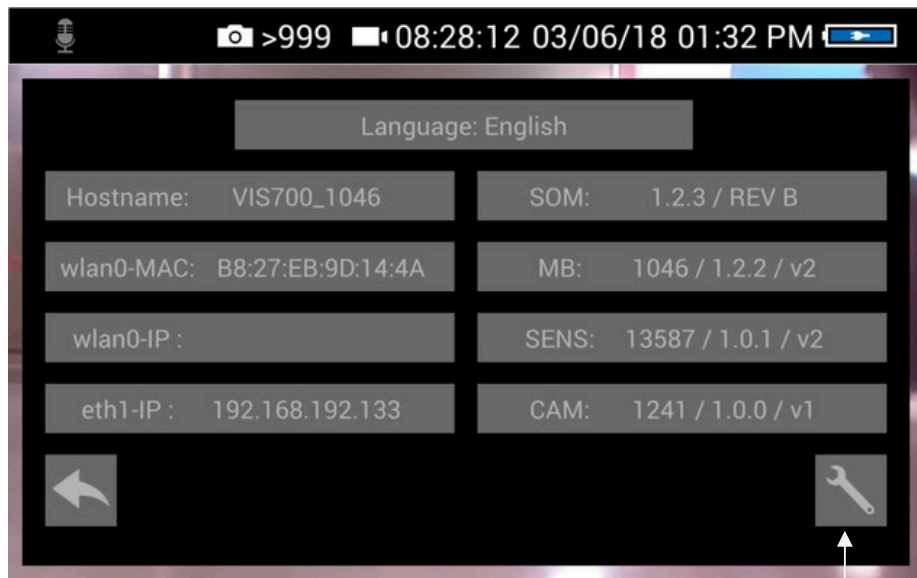 >999 08:28:12 03/06/18 01:32 PM
Language: English
Hostname: VIS700_1046
SOM: 1.2.3 / REV B
wlan0-MAC: B8:27:EB:9D:14:4A
MB: 1046 / 1.2.2 / v2
wlan0-IP :
SENS: 13587 / 1.0.1 / v2
eth1-IP : 192.168.192.133
CAM: 1241 / 1.0.0 / v1